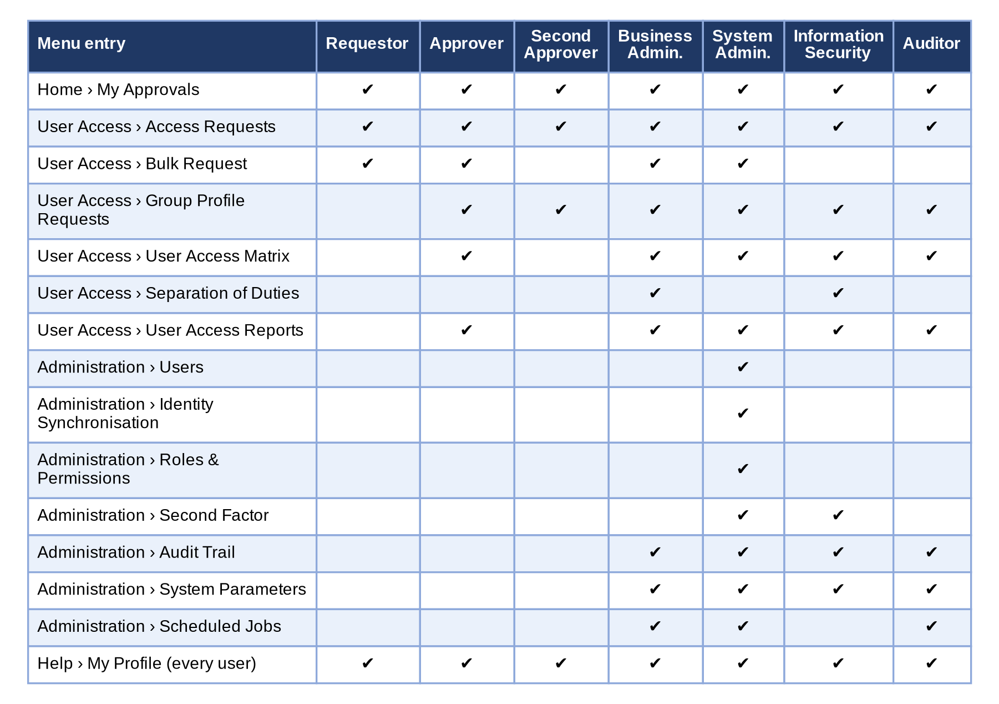 Menu entry Requestor Approver Second Approver Business Admin. System Admin. Information Security Auditor
Home › My Approvals ✔ ✔ ✔ ✔ ✔ ✔ ✔
User Access › Access Requests ✔ ✔ ✔ ✔ ✔ ✔ ✔
User Access › Bulk Request ✔ ✔ ✔ ✔
User Access › Group Profile
Requests ✔ ✔ ✔ ✔ ✔ ✔
User Access › User Access Matrix ✔ ✔ ✔ ✔ ✔
User Access › Separation of Duties ✔ ✔
User Access › User Access Reports ✔ ✔ ✔ ✔ ✔
Administration › Users ✔
Administration › Identity
Synchronisation ✔
Administration › Roles &
Permissions ✔
Administration › Second Factor ✔ ✔
Administration › Audit Trail ✔ ✔ ✔ ✔
Administration › System Parameters ✔ ✔ ✔ ✔
Administration › Scheduled Jobs ✔ ✔ ✔
Help › My Profile (every user) ✔ ✔ ✔ ✔ ✔ ✔ ✔